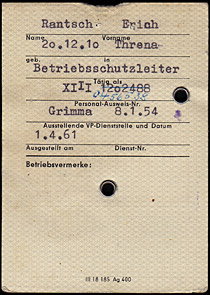 Rantsch Erich
Name Vorname
20.12.10 Threna
geb. in
Betriebsschutzleiter
Tätig als
XIII 1202488
Personal-Ausweis-Nr.
Grimma 8.1.54
Ausstellende VP-Dienststelle und Datum
1.4.61
Ausgestellt am Dienst-Nr.
Betriebsvermerke:
III 18 185 Ag 400